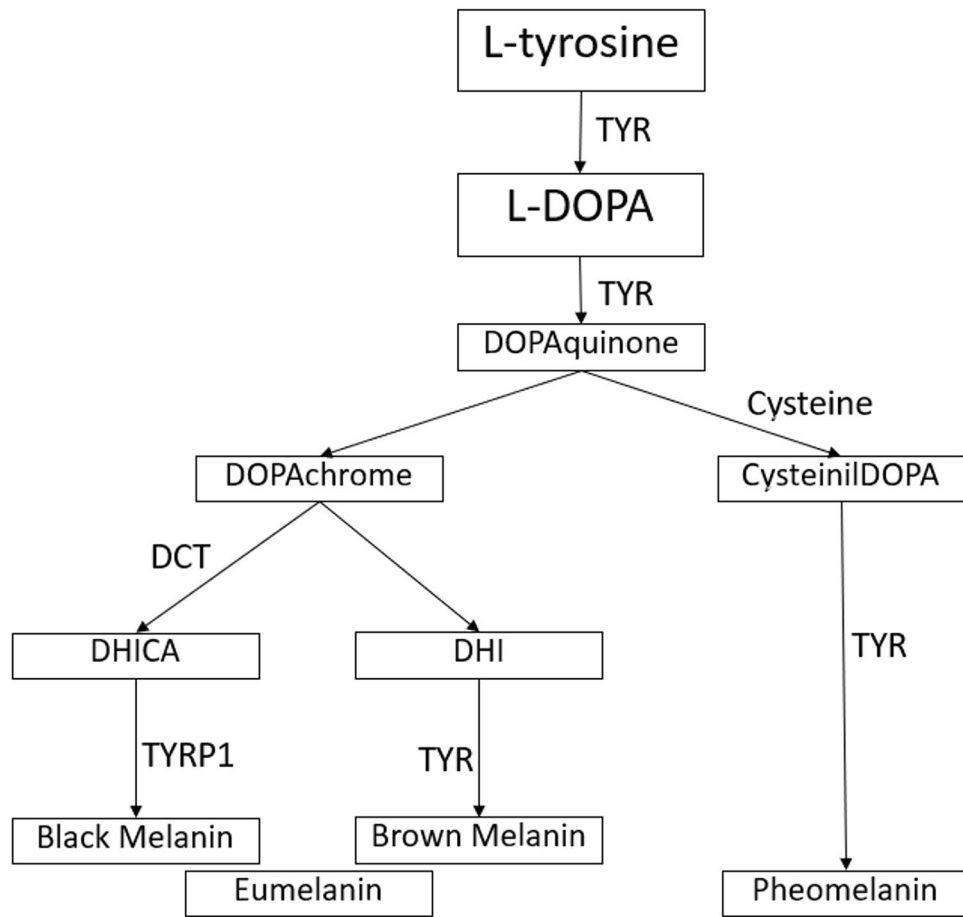 L-tyrosine
TYR
L-DOPA
TYR
DOPAquinone
Cysteine
DOPAchrome
CysteinilDOPA
DCT
DHICA
DHI
TYR
TYRP1
TYR
Black Melanin
Brown Melanin
Eumelanin
Pheomelanin